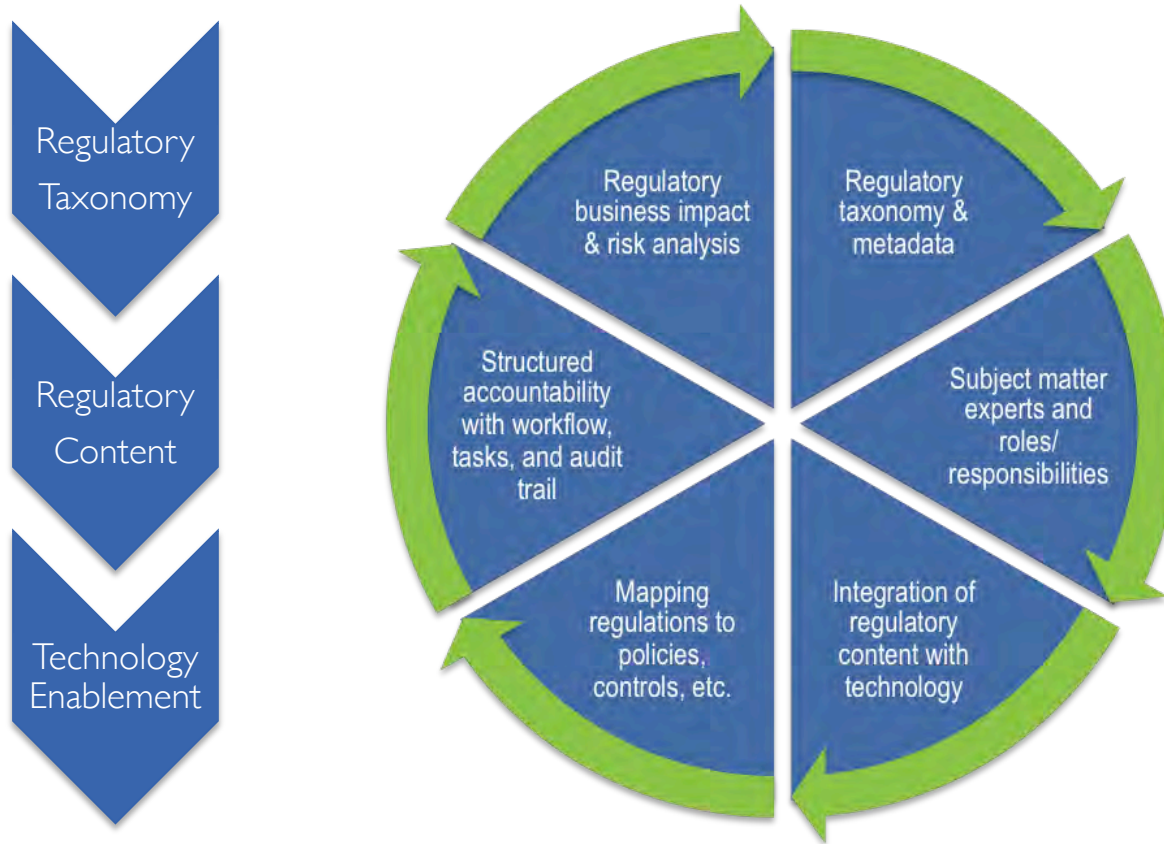 Regulatory
Taxonomy
Regulatory
Content
Technology
Enablement
Regulatory
business impact
& risk analysis
Regulatory
taxonomy &
metadata
Structured
accountability
with workflow,
tasks, and audit
trail
Subject matter
experts and
roles/
responsibilities
Mapping
regulations to
policies,
controls, etc.
Integration of
regulatory
content with
technology